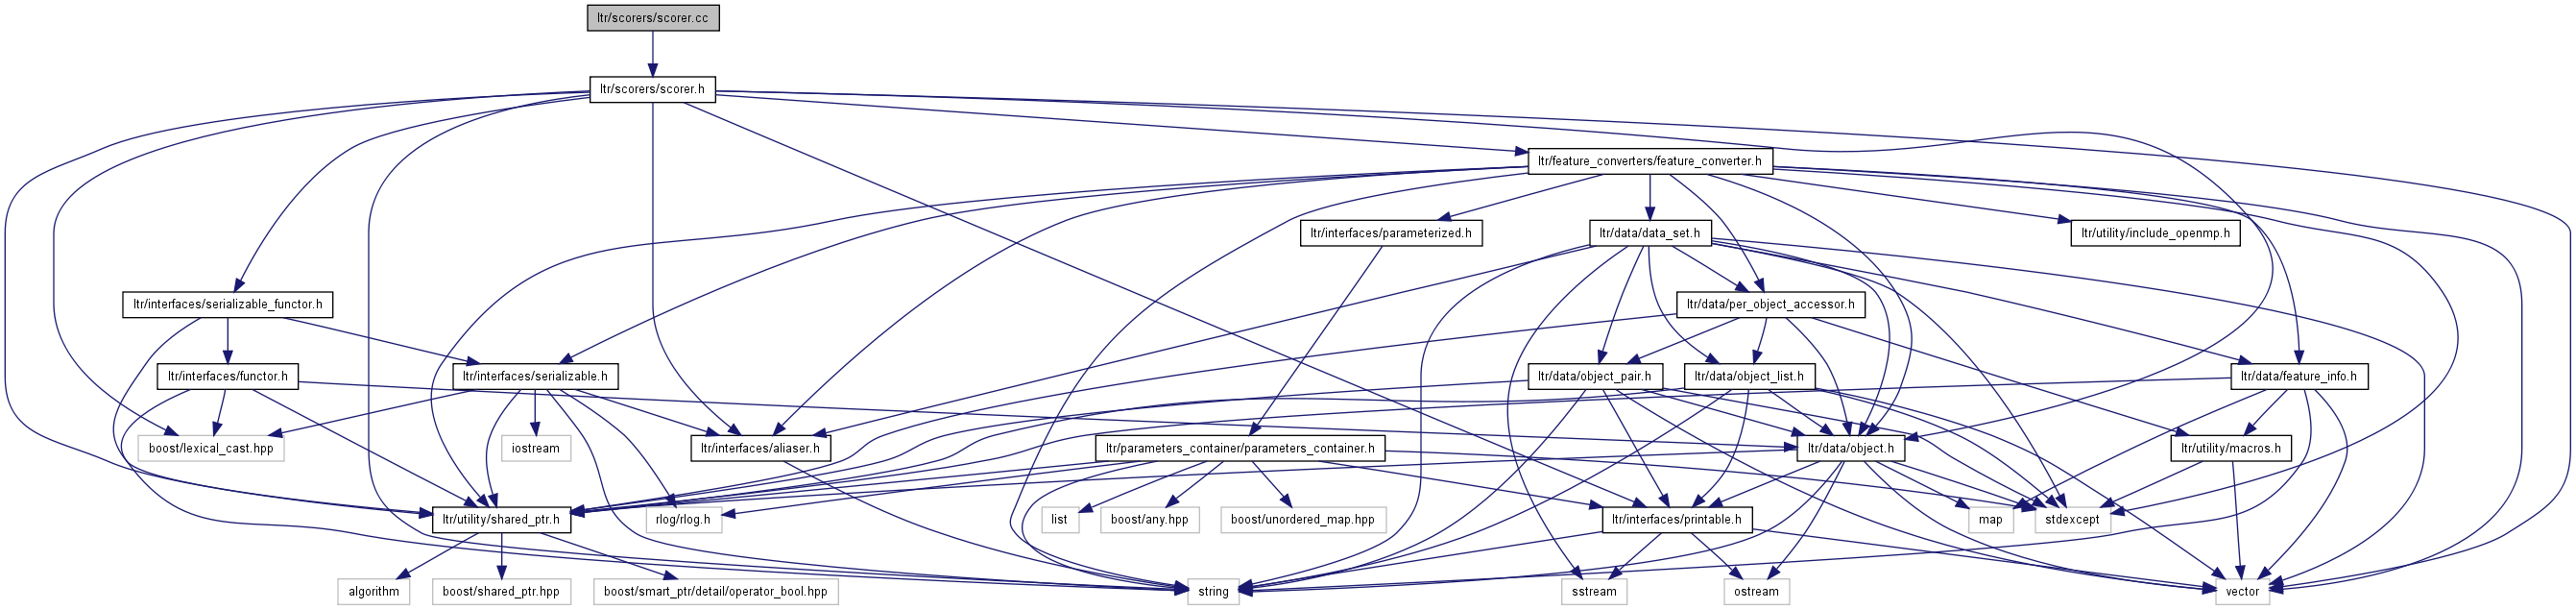 ltr/scorers/scorer.cc
ltr/scorers/scorer.h
ltr/feature_converters/feature_converter.h
ltr/interfaces/parameterized.h
ltr/data/data_set.h
ltr/utility/include_openmp.h
ltr/interfaces/serializable_functor.h
ltr/data/per_object_accessor.h
ltr/interfaces/functor.h
ltr/interfaces/serializable.h
ltr/data/object_pair.h
ltr/data/object_list.h
ltr/data/feature_info.h
boost/lexical_cast.hpp
iostream
ltr/interfaces/aliaser.h
ltr/parameters_container/parameters_container.h
ltr/data/object.h
ltr/utility/macros.h
ltr/utility/shared_ptr.h
rlog/rlog.h
list
boost/any.hpp
boost/unordered_map.hpp
ltr/interfaces/printable.h
map
stdexcept
algorithm
boost/shared_ptr.hpp
boost/smart_ptr/detail/operator_bool.hpp
string
sstream
ostream
vector